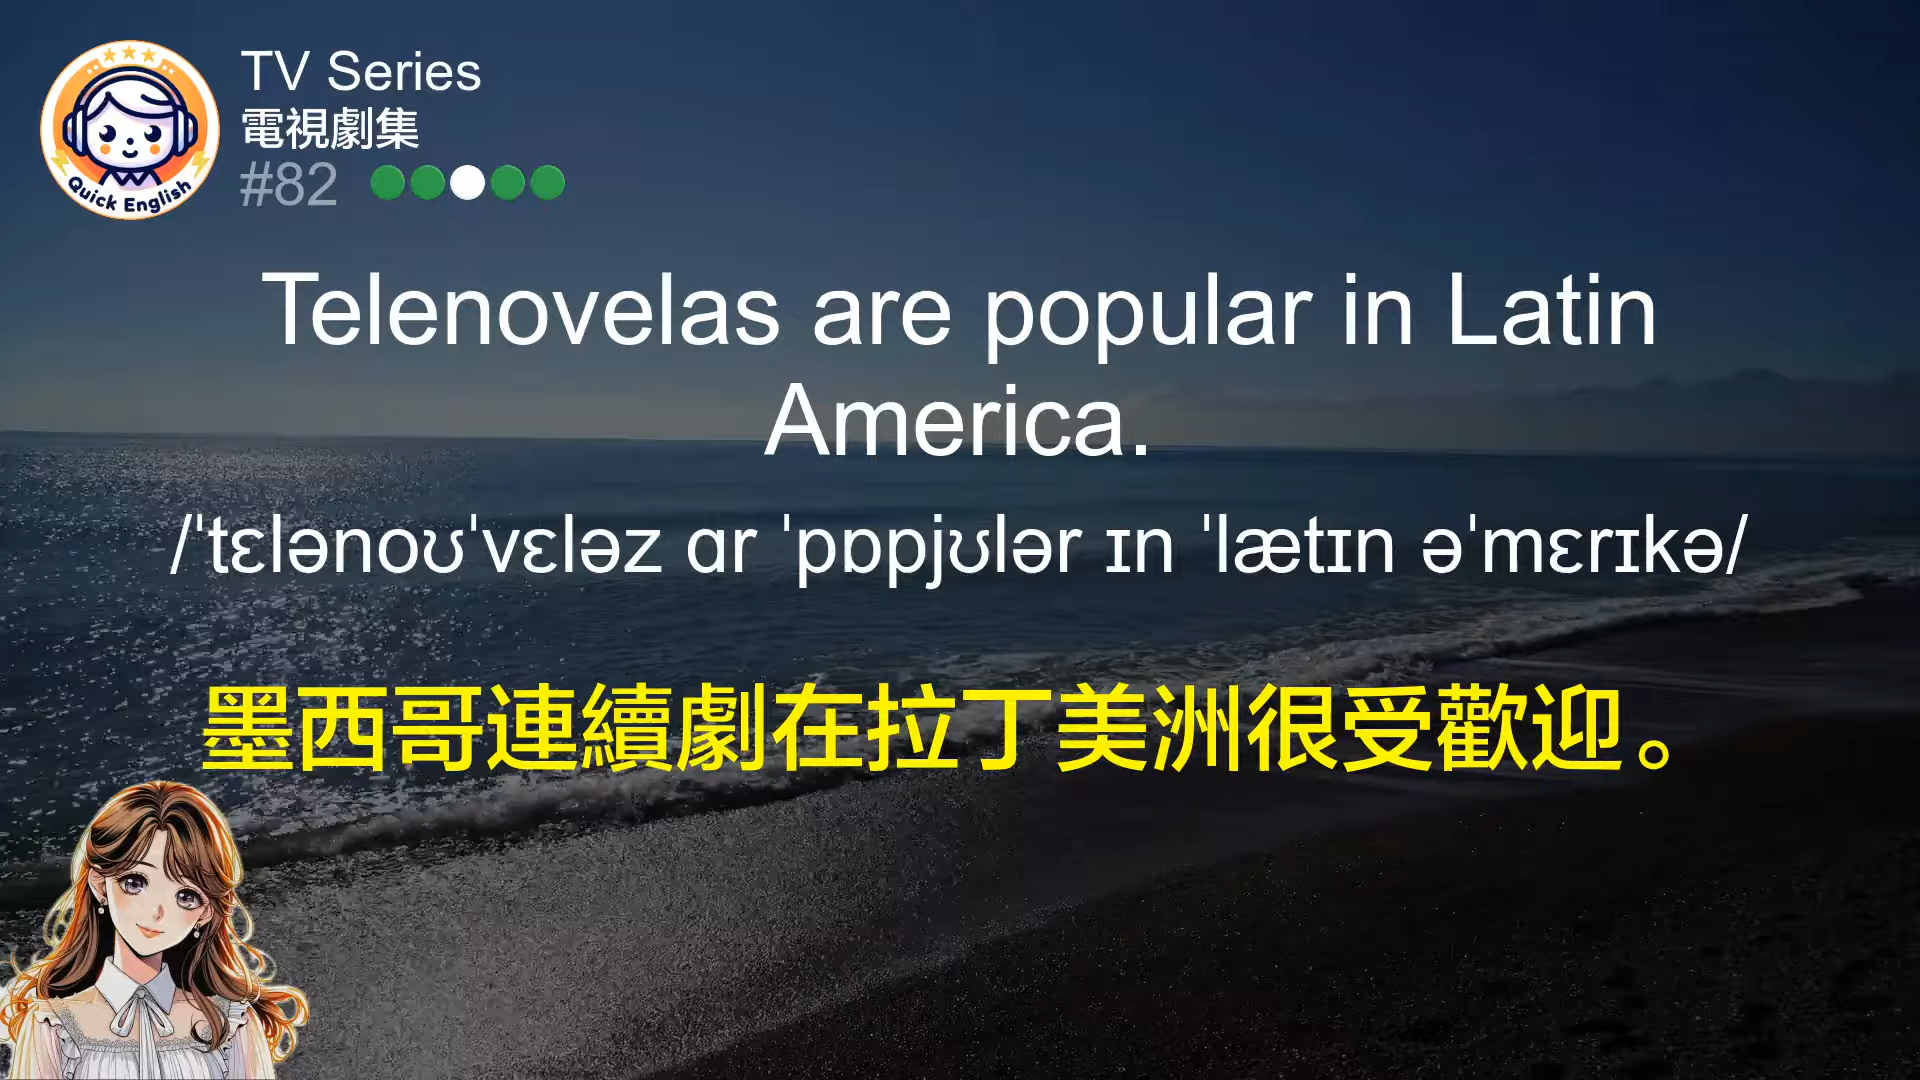 Quick English
TV Series
電視劇集
#82
Telenovelas are popular in Latin
America.
/ˈtɛlənoʊˈvɛləz ɑr ˈpɒpjʊlər ɪn ˈlætɪn əˈmɛrɪkə/
墨西哥連續劇在拉丁美洲很受歡迎。